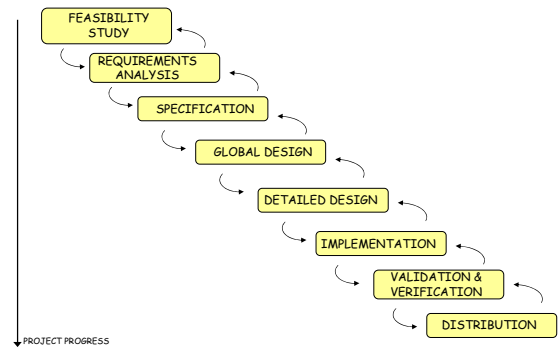 FEASIBILITY
STUDY
REQUIREMENTS
ANALYSIS
SPECIFICATION
GLOBAL DESIGN
DETAILED DESIGN
IMPLEMENTATION
VALIDATION &
VERIFICATION
DISTRIBUTION
PROJECT PROGRESS